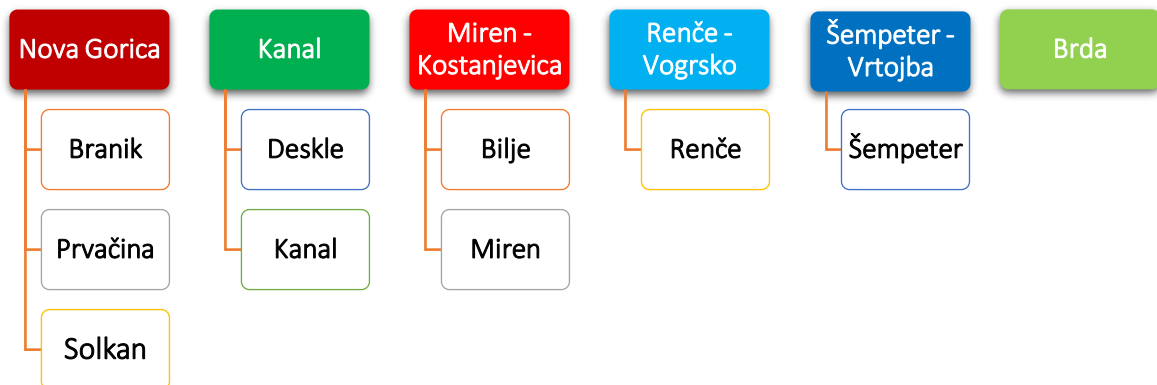 Nova Gorica
Kanal
Miren -
Kostanjevica
Renče -
Vogrsko
Šempeter -
Vrtojba
Brda
Branik
Deskle
Bilje
Renče
Šempeter
Prvačina
Kanal
Miren
Solkan